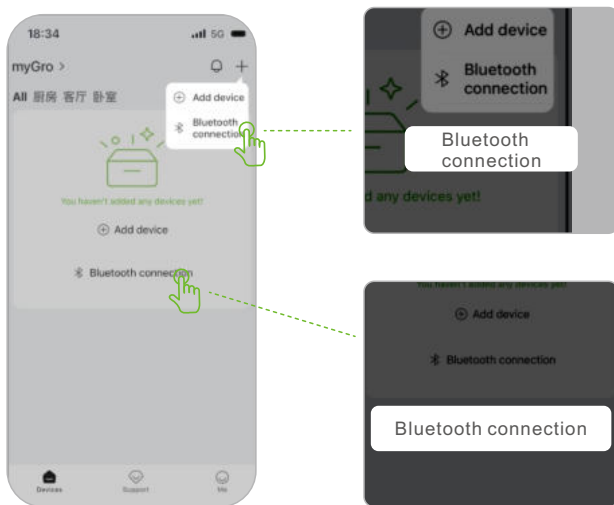 18:34
5G
myGro >
All 厨房 客厅 卧室
Add device
Bluetooth
connection
You haven't added any devices yet!
Add device
Bluetooth connection
Devices
Support
Me
Add device
Bluetooth
connection
Bluetooth
connection
d any devices yet!
You haven't added any devices yet!
Add device
Bluetooth connection
Bluetooth connection